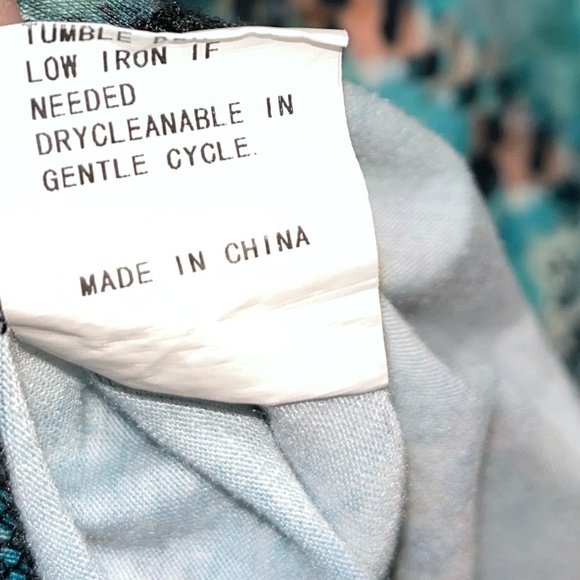 TUMBLE
LOW IRON IF
NEEDED
DRYCLEANABLE IN
GENTLE CYCLE.
MADE IN CHINA